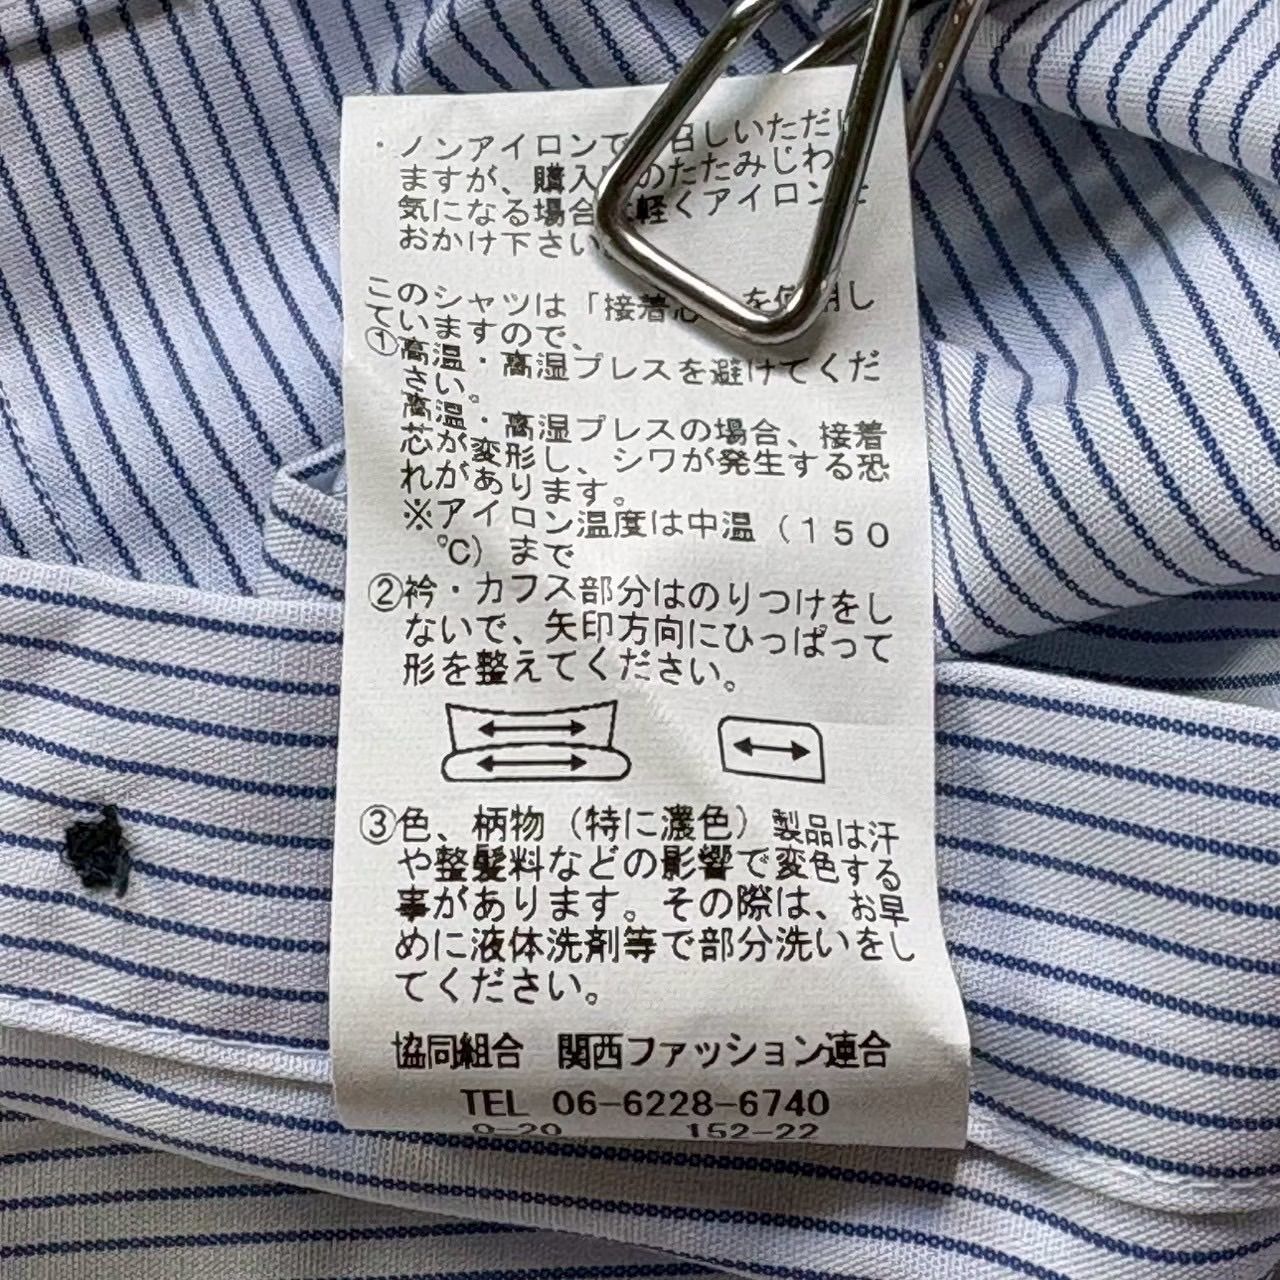 ・ノンアイロンで 召しいただけ
ますが、購入 のたたみじわ
気になる場合 軽くアイロン
おかけ下さい。
このシャツは「接着芯 を使用し
ていますので、
①高温・高湿プレスを避けてくだ
さい。
高温・高湿プレスの場合、接着
芯が変形し、シワが発生する恐
れがあります。
※アイロン温度は中温（１５０
℃）まで
②衿・カフス部分はのりつけをし
ないで、矢印方向にひっぱって
形を整えてください。
③色、柄物（特に濃色）製品は汗
や整髪料などの影響で変色する
事があります。その際は、お早
めに液体洗剤等で部分洗いをし
てください。
協同組合 関西ファッション連合
TEL 06-6228-6740
0-20 152-22